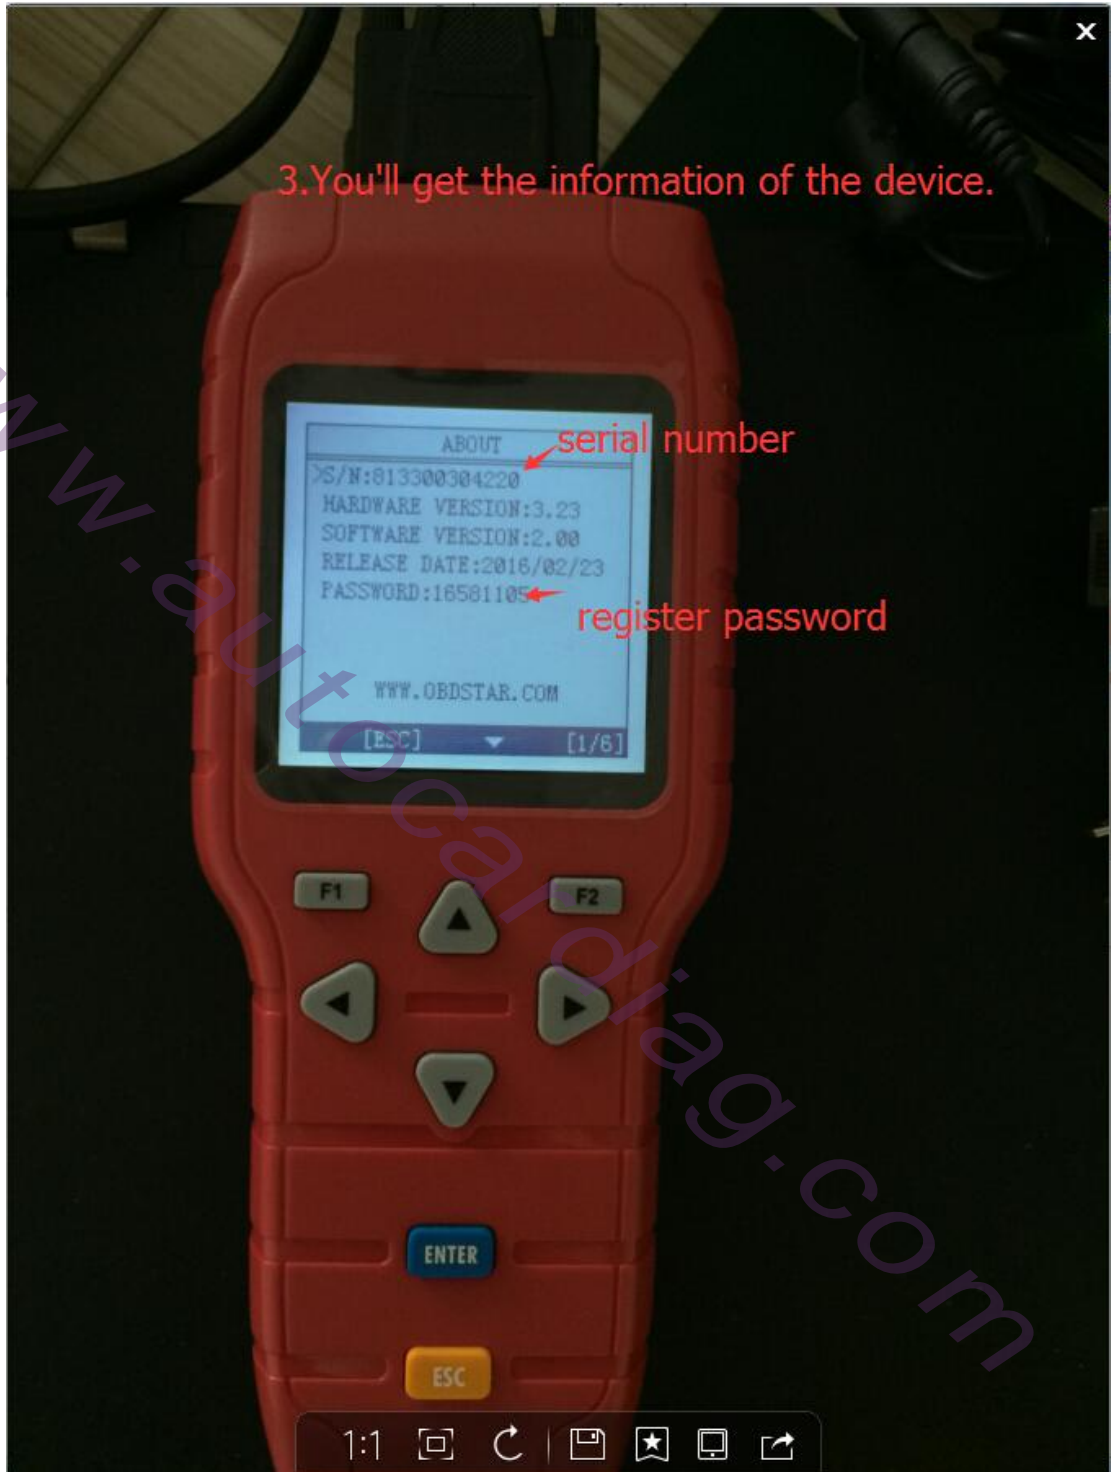 3.You'll get the information of the device.
ABOUT
serial number
>S/N:813300304220
HARDWARE VERSION:3.23
SOFTWARE VERSION:2.00
RELEASE DATE:2016/02/23
PASSWORD:16581105
register password
WWW.OBDSTAR.COM
[ESC] [1/6]
F1 F2
ENTER
ESC
1:1
w.autocardiag.com